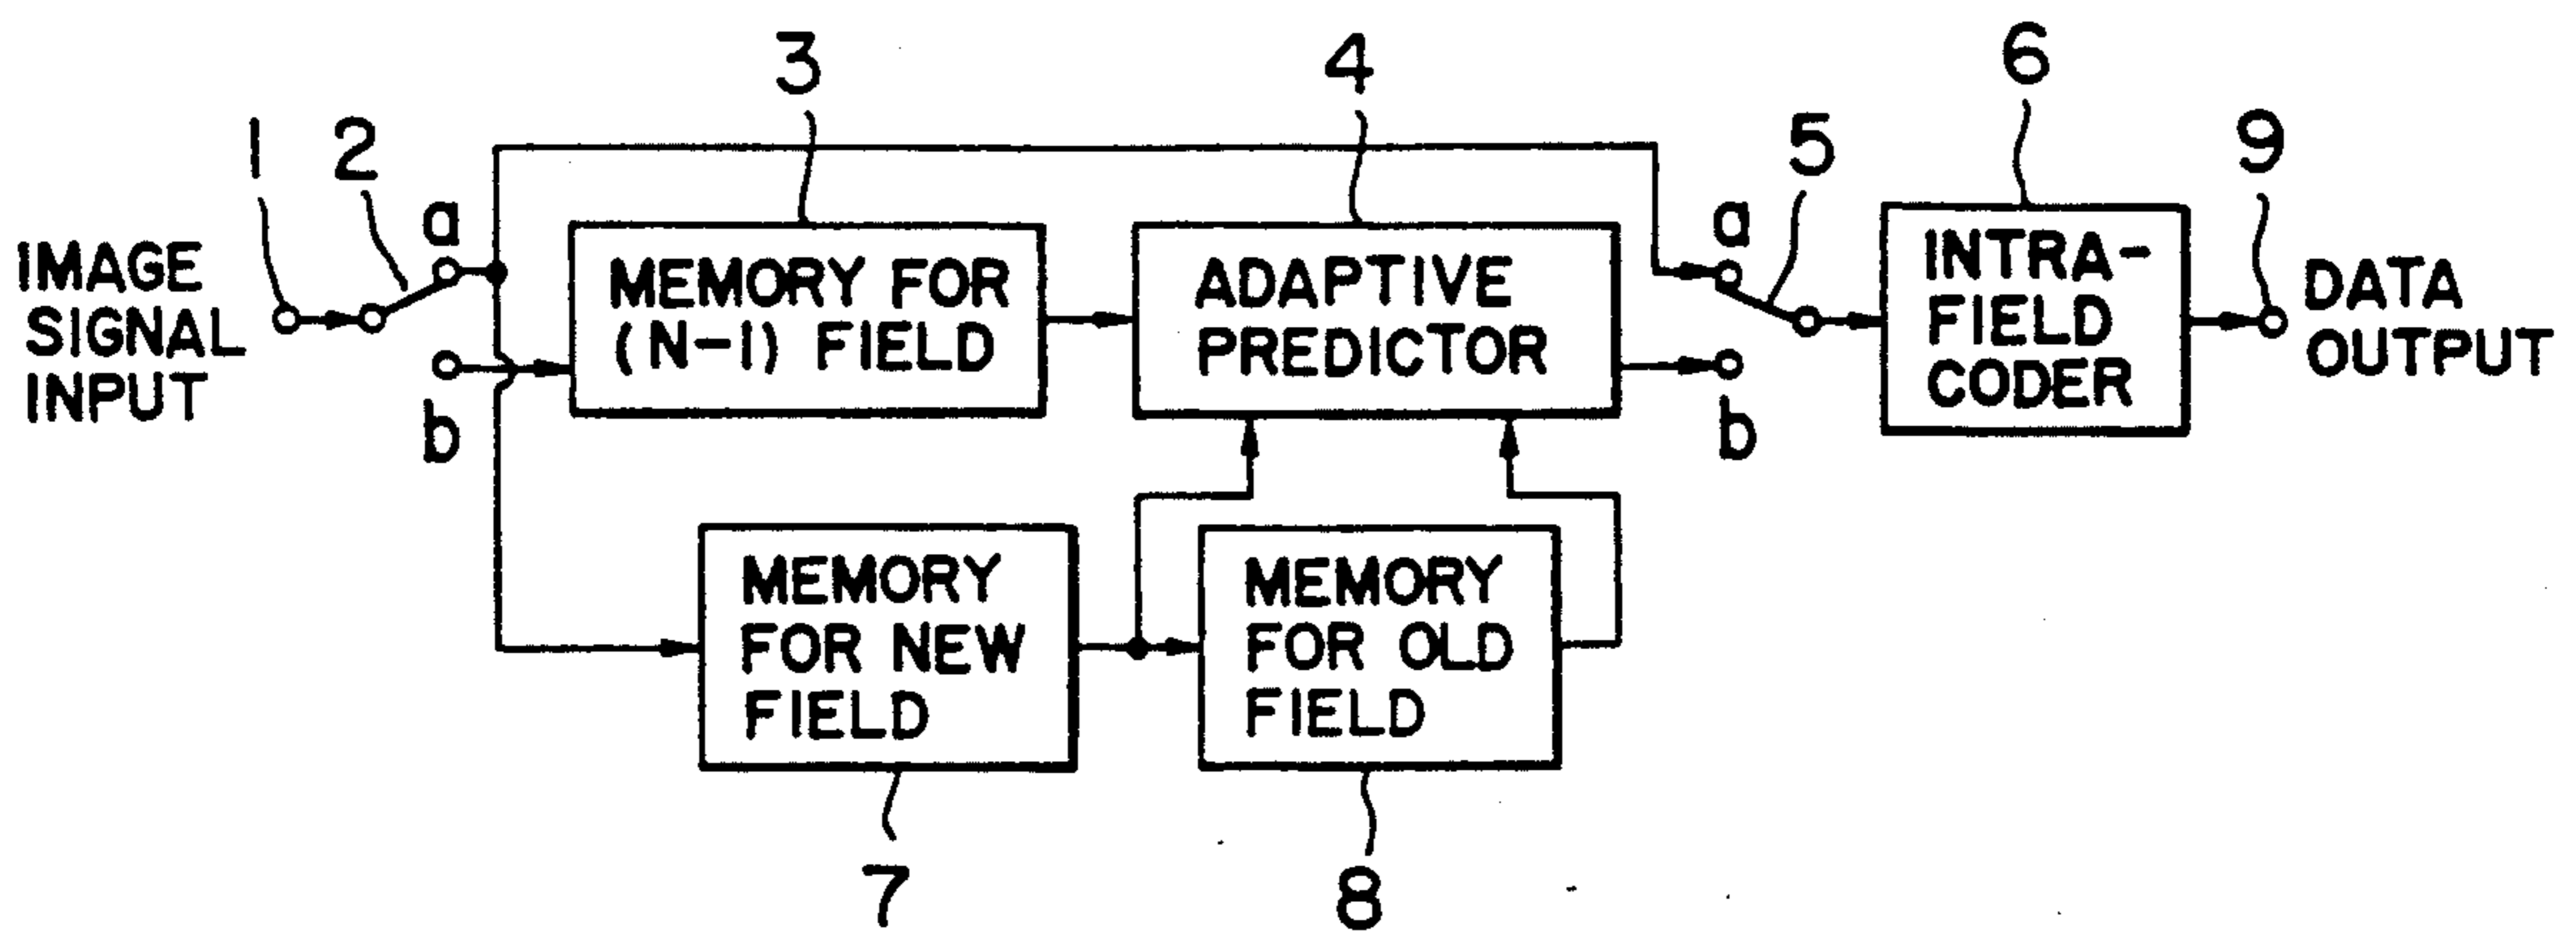 3
4
6
1
2
5
9
a
a
IMAGE
SIGNAL
INPUT
MEMORY FOR
(N-1) FIELD
ADAPTIVE
PREDICTOR
INTRA-
FIELD
CODER
DATA
OUTPUT
b
b
MEMORY
FOR NEW
FIELD
MEMORY
FOR OLD
FIELD
7
8